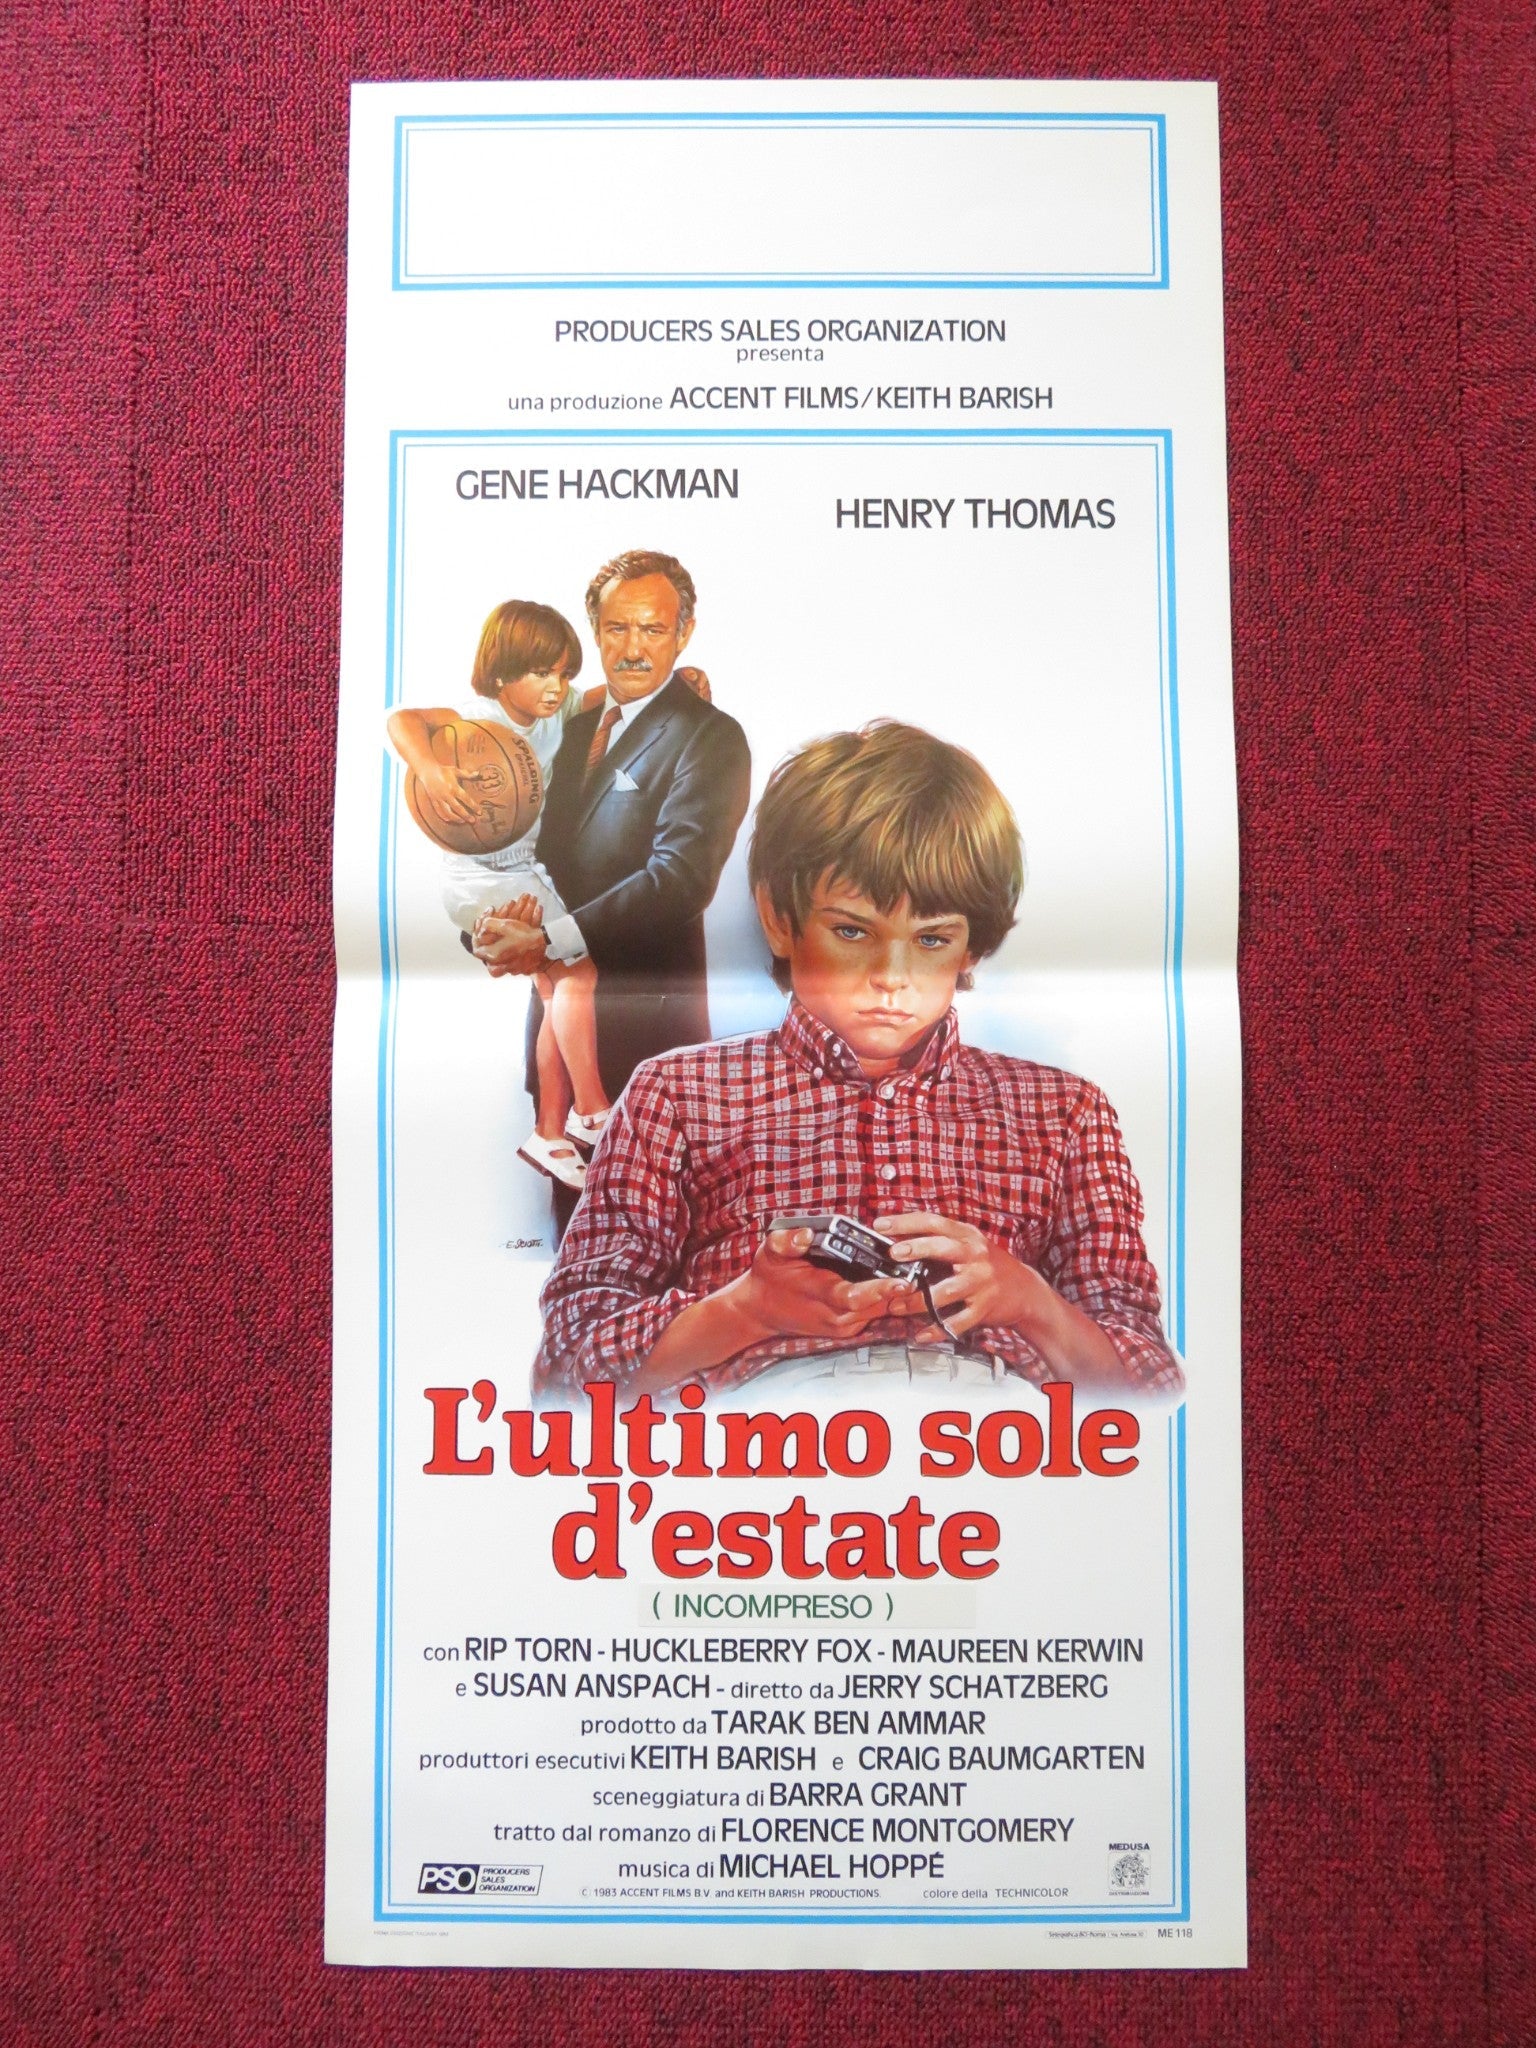 PRODUCERS SALES ORGANIZATION
presenta
una produzione ACCENT FILMS/KEITH BARISH
GENE HACKMAN
HENRY THOMAS
SPALDING
33
L'ultimo sole
d'estate
( INCOMPRESO )
con RIP TORN - HUCKLEBERRY FOX - MAUREEN KERWIN
e SUSAN ANSPACH - diretto da JERRY SCHATZBERG
prodotto da TARAK BEN AMMAR
produttori esecutivi KEITH BARISH e CRAIG BAUMGARTEN
sceneggiatura di BARRA GRANT
tratto dal romanzo di FLORENCE MONTGOMERY
musica di MICHAEL HOPPÉ
PSO PRODUCERS
SALES
ORGANIZATION
© 1983 ACCENT FILMS B.V. and KEITH BARISH PRODUCTIONS.
colore della TECHNICOLOR
MEDUSA
DISTRIBUZIONE
ME 118